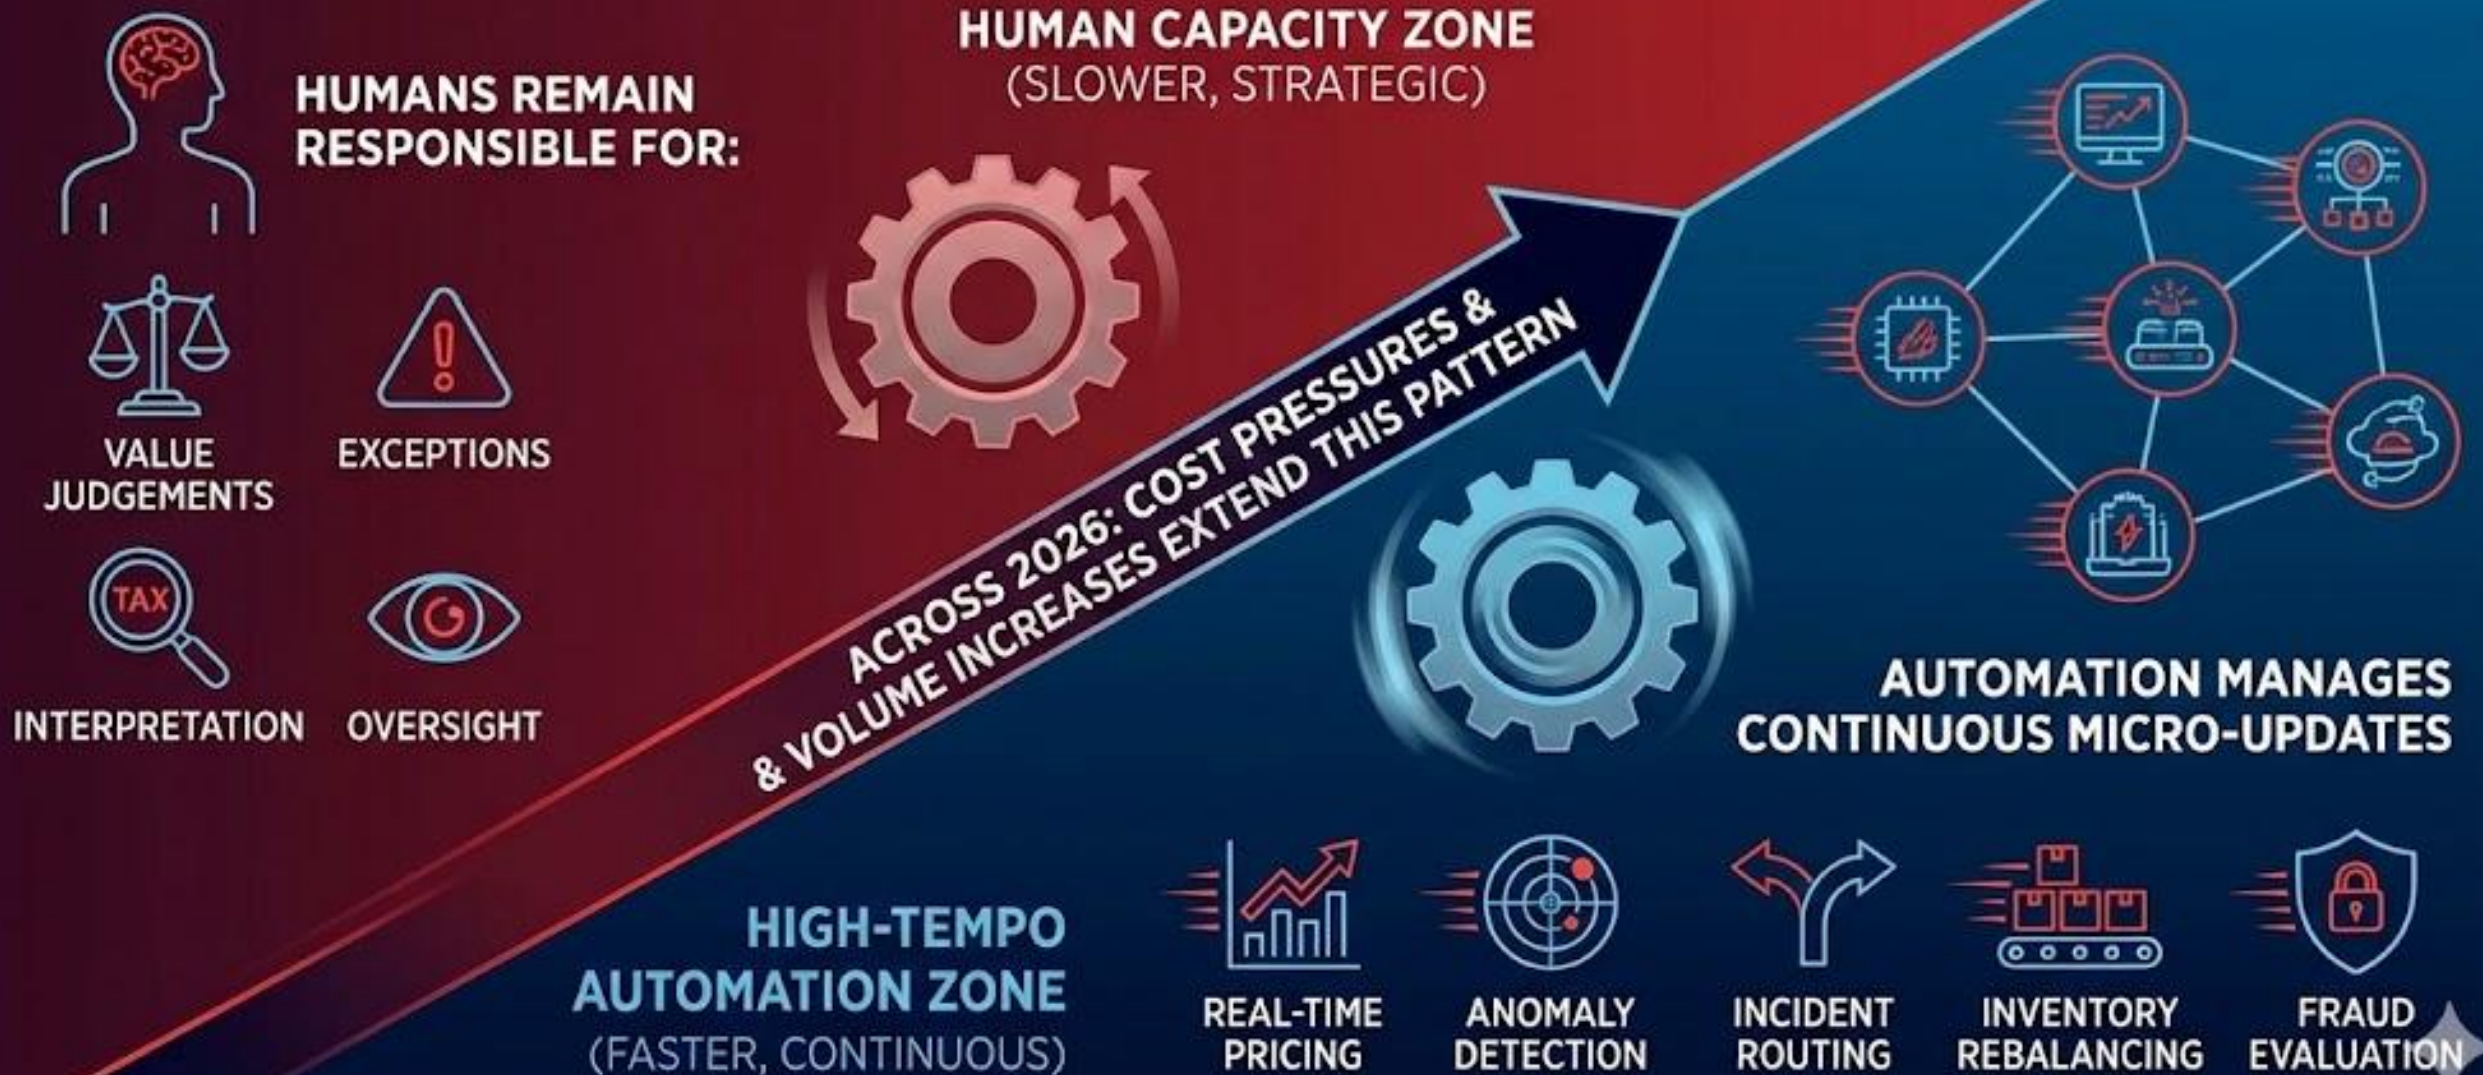 HUMAN CAPACITY ZONE
(SLOWER, STRATEGIC)
HUMANS REMAIN
RESPONSIBLE FOR:
VALUE
JUDGEMENTS
EXCEPTIONS
TAX
INTERPRETATION
OVERSIGHT
ACROSS 2026: COST PRESSURES &
& VOLUME INCREASES EXTEND THIS PATTERN
AUTOMATION MANAGES
CONTINUOUS MICRO-UPDATES
HIGH-TEMPO
AUTOMATION ZONE
(FASTER, CONTINUOUS)
REAL-TIME
PRICING
ANOMALY
DETECTION
INCIDENT
ROUTING
INVENTORY
REBALANCING
FRAUD
EVALUATION